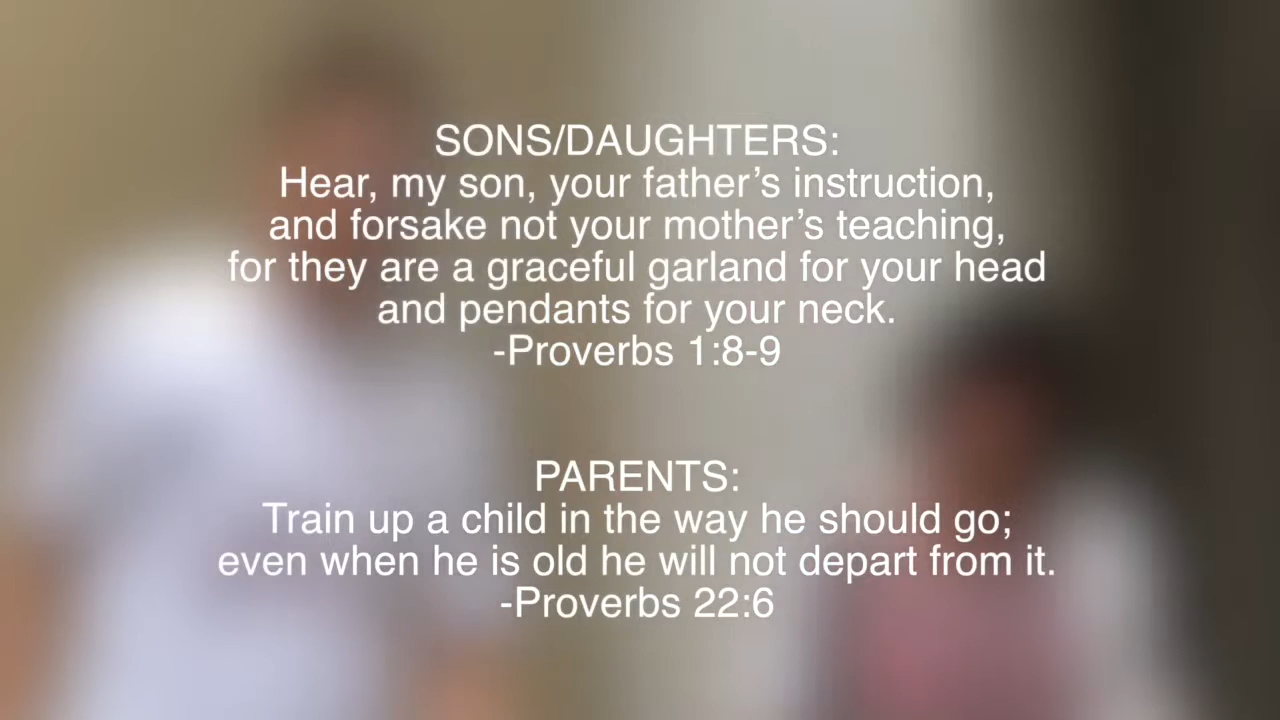 SONS/DAUGHTERS:
Hear, my son, your father’s instruction,
and forsake not your mother’s teaching,
for they are a graceful garland for your head
and pendants for your neck.
-Proverbs 1:8-9
PARENTS:
Train up a child in the way he should go;
even when he is old he will not depart from it.
-Proverbs 22:6